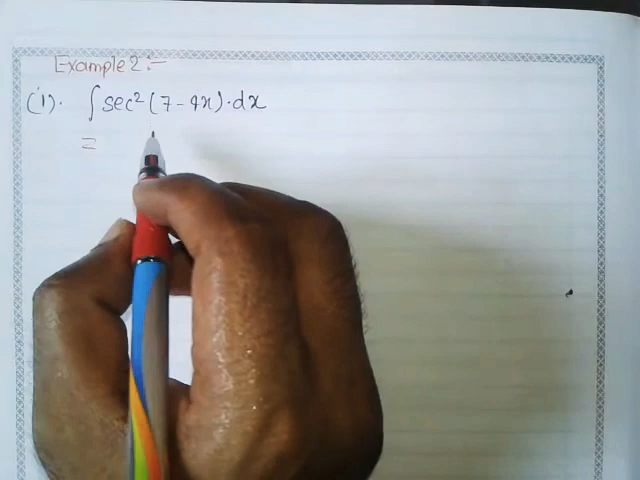 Example 2:-
(1). ∫ sec² (7 - 4x).dx
=